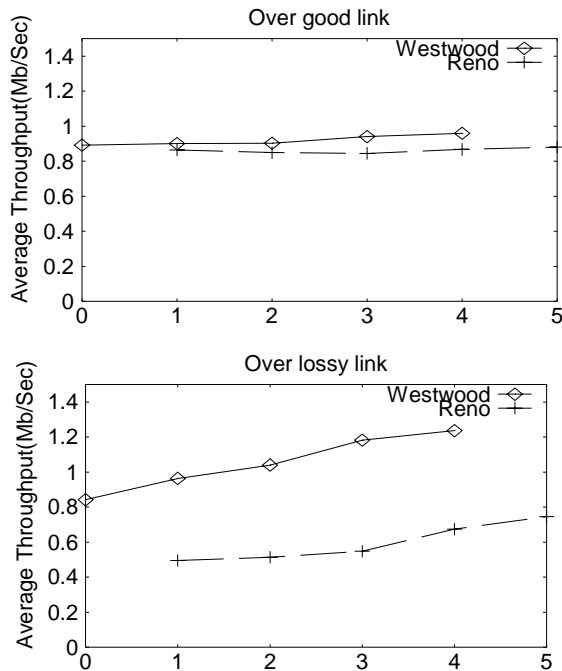 Over good link
Westwood
Reno
Average Throughput(Mb/Sec)
1.4
1.2
1
0.8
0.6
0.4
0.2
0
0 1 2 3 4 5
Over lossy link
Westwood
Reno
Average Throughput(Mb/Sec)
1.4
1.2
1
0.8
0.6
0.4
0.2
0
0 1 2 3 4 5